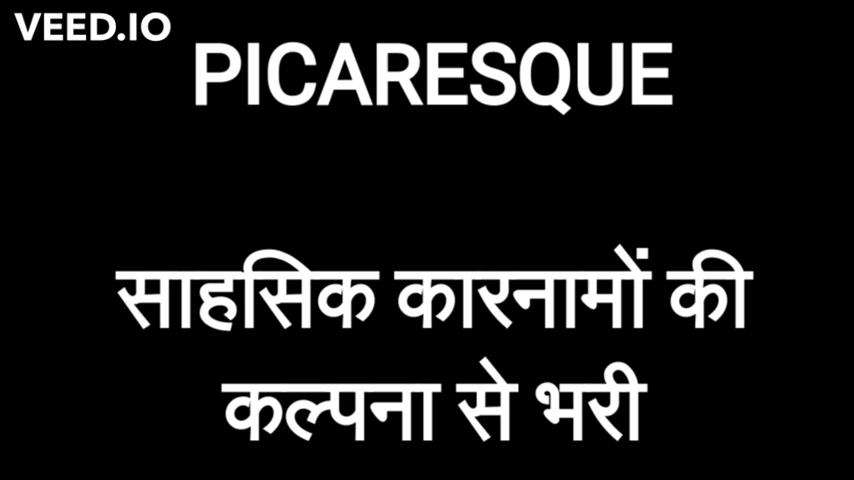 VEED.IO
PICARESQUE
साहसिक कारनामों की
कल्पना से भरी